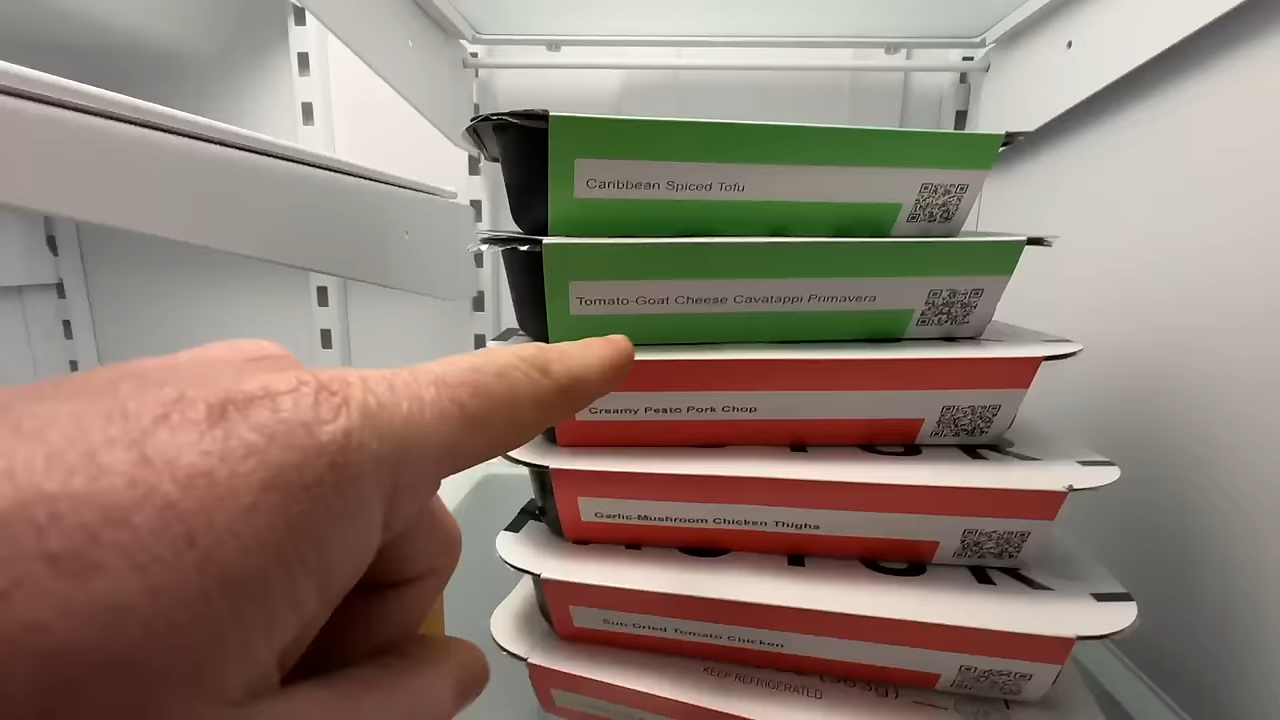 Caribbean Spiced Tofu
Tomato-Goat Cheese Cavatappi Primavera
Creamy Pesto Pork Chop
Garlic-Mushroom Chicken Thighs
Sun-Dried Tomato Chicken
KEEP REFRIGERATED